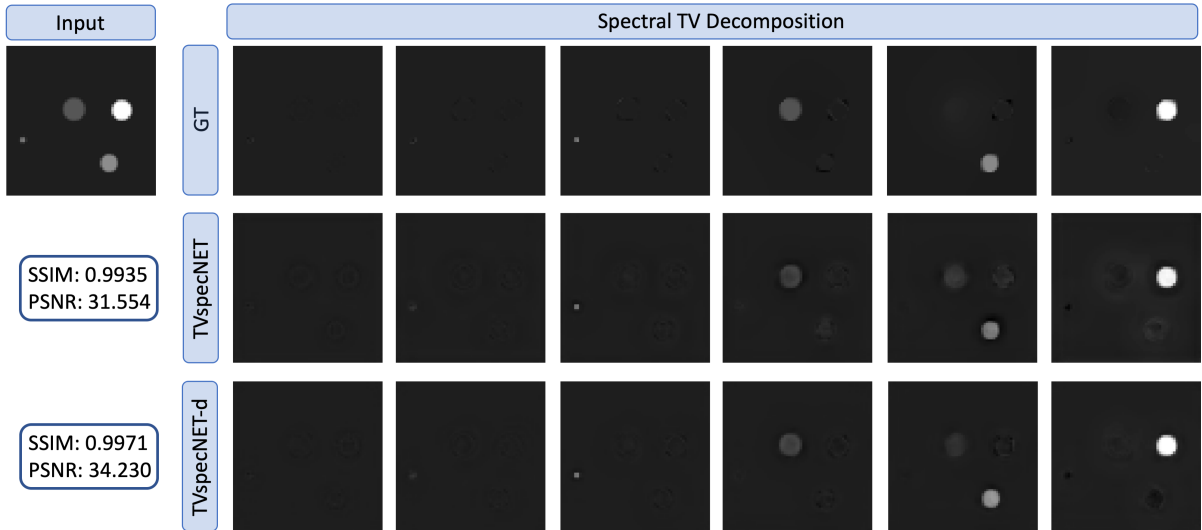 Input
Spectral TV Decomposition
GT
SSIM: 0.9935
PSNR: 31.554
TVspecNET
SSIM: 0.9971
PSNR: 34.230
TVspecNET-d